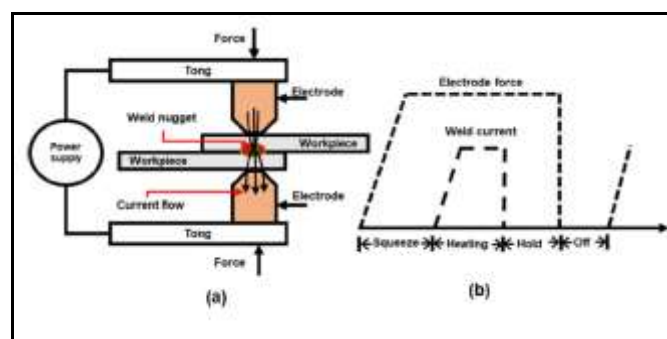 Force
Tong
Electrode
Weld nugget
Workpiece
Power
supply
Workpiece
Current flow
Electrode
Tong
Force
(a)
Electrode force
Weld current
Squeeze
Heating
Hold
Off
(b)